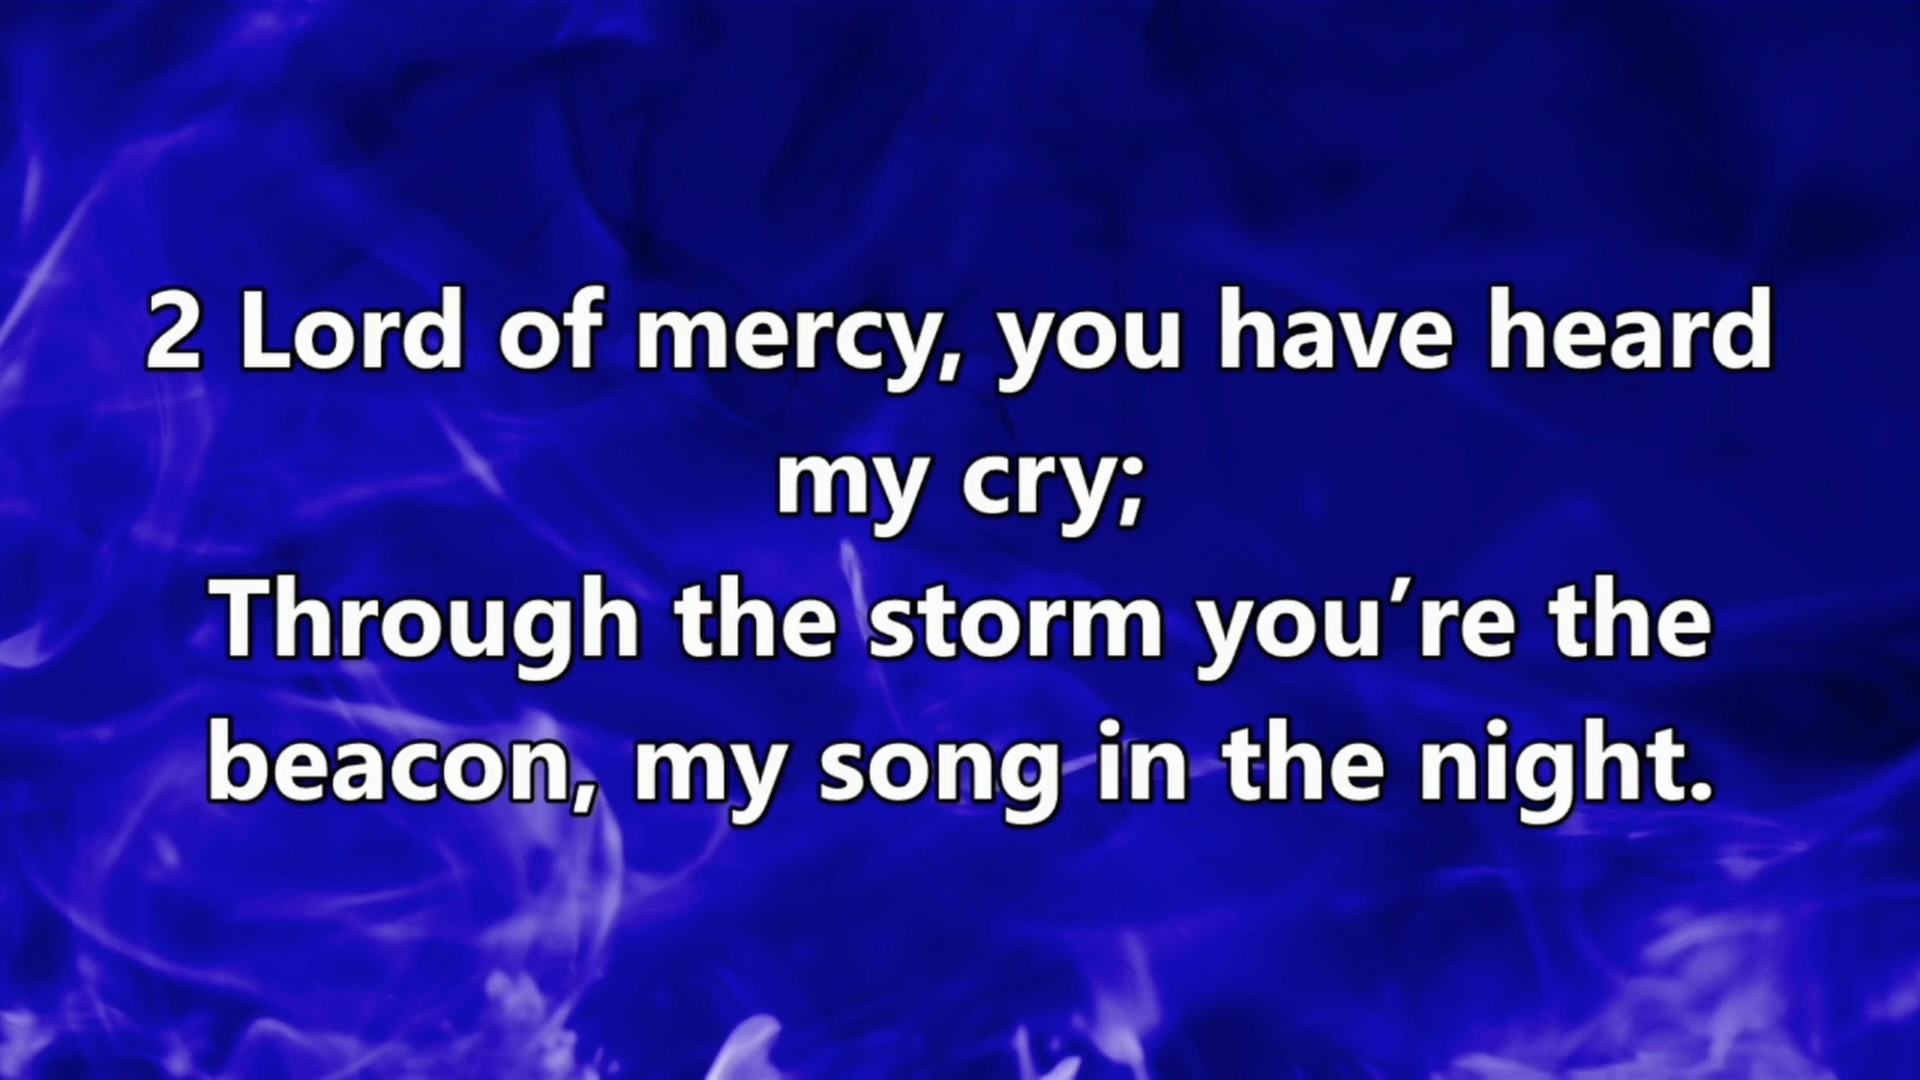 2 Lord of mercy, you have heard
my cry;
Through the storm you’re the
beacon, my song in the night.